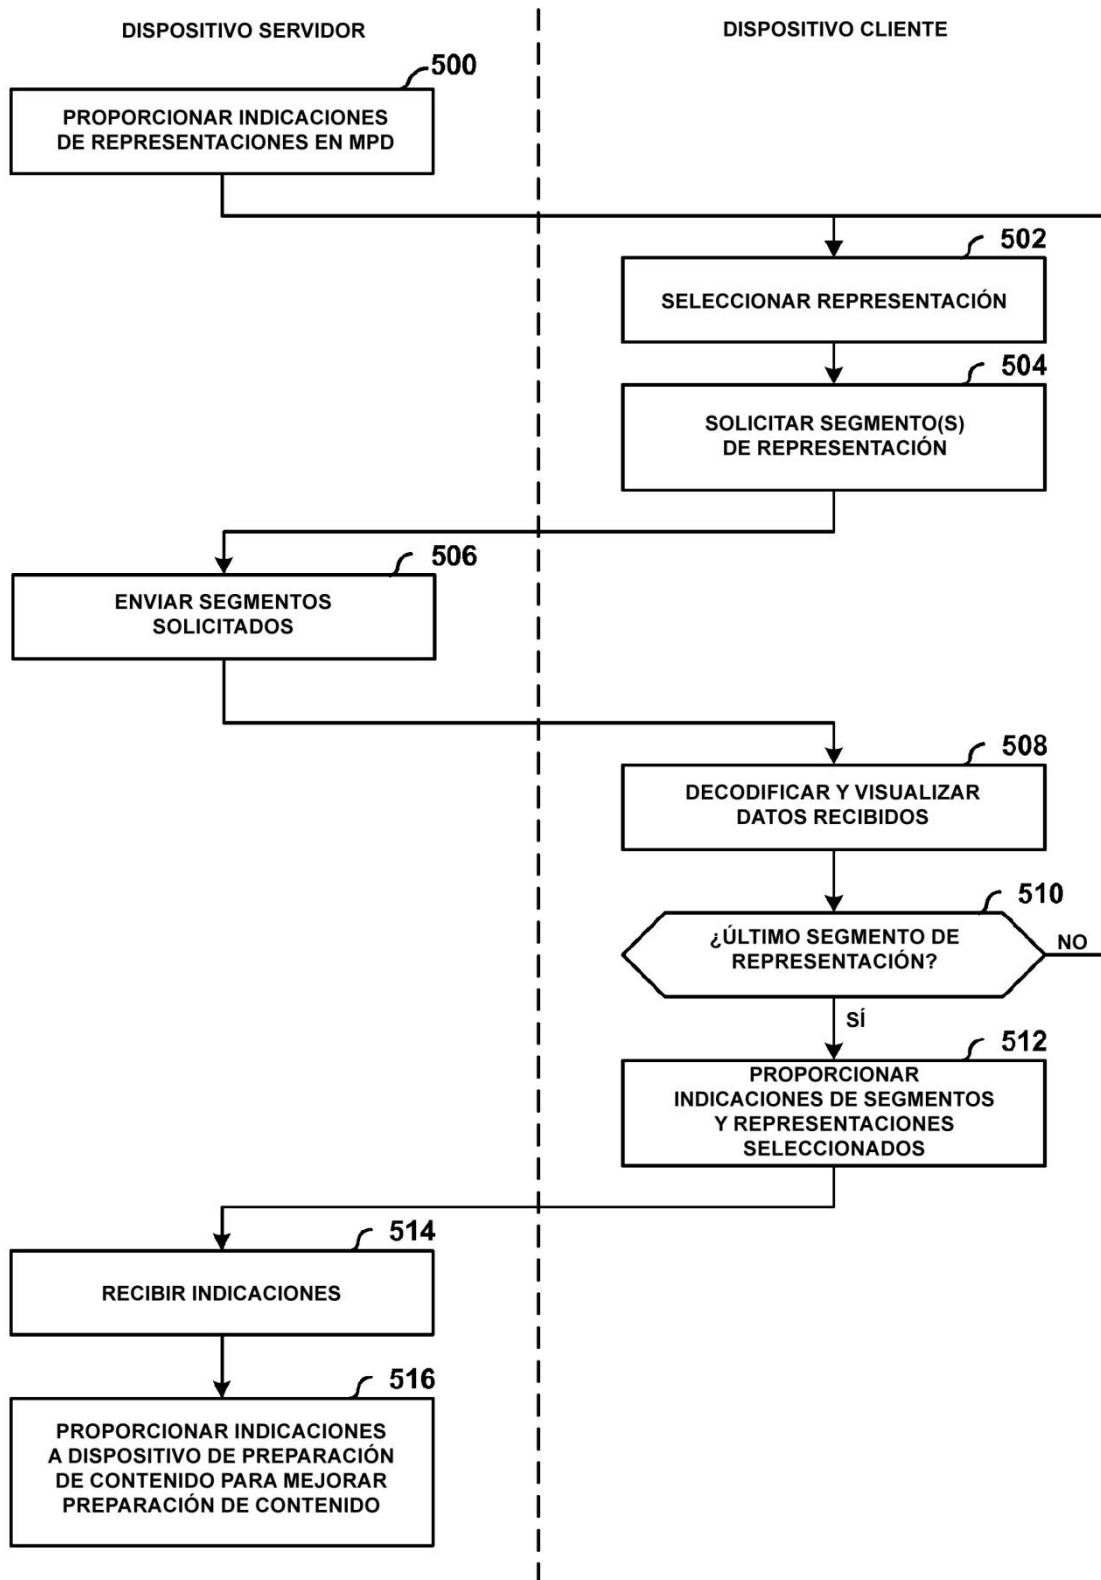 DISPOSITIVO SERVIDOR
DISPOSITIVO CLIENTE
500
PROPORCIONAR INDICACIONES
DE REPRESENTACIONES EN MPD
502
SELECCIONAR REPRESENTACIÓN
504
SOLICITAR SEGMENTO(S)
DE REPRESENTACIÓN
506
ENVIAR SEGMENTOS
SOLICITADOS
508
DECODIFICAR Y VISUALIZAR
DATOS RECIBIDOS
510
¿ÚLTIMO SEGMENTO DE
REPRESENTACIÓN?
NO
SÍ
512
PROPORCIONAR
INDICACIONES DE SEGMENTOS
Y REPRESENTACIONES
SELECCIONADOS
514
RECIBIR INDICACIONES
516
PROPORCIONAR INDICACIONES
A DISPOSITIVO DE PREPARACIÓN
DE CONTENIDO PARA MEJORAR
PREPARACIÓN DE CONTENIDO